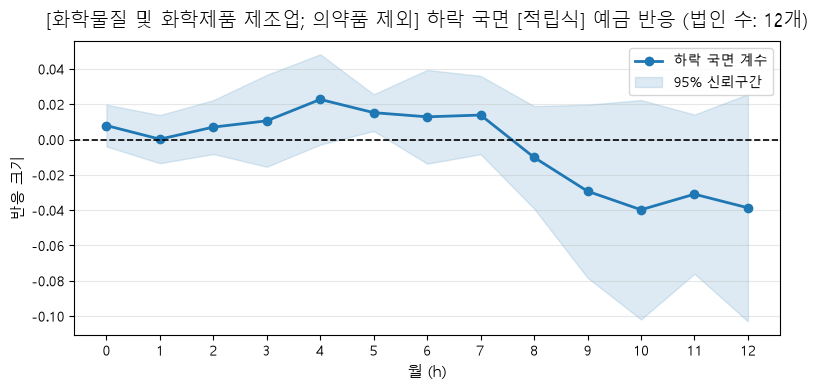 [화학물질 및 화학제품 제조업; 의약품 제외] 하락 국면 [적립식] 예금 반응 (법인 수: 12개)
하락 국면 계수
95% 신뢰구간
반응 크기
0.04
0.02
0.00
-0.02
-0.04
-0.06
-0.08
-0.10
0 1 2 3 4 5 6 7 8 9 10 11 12
월 (h)